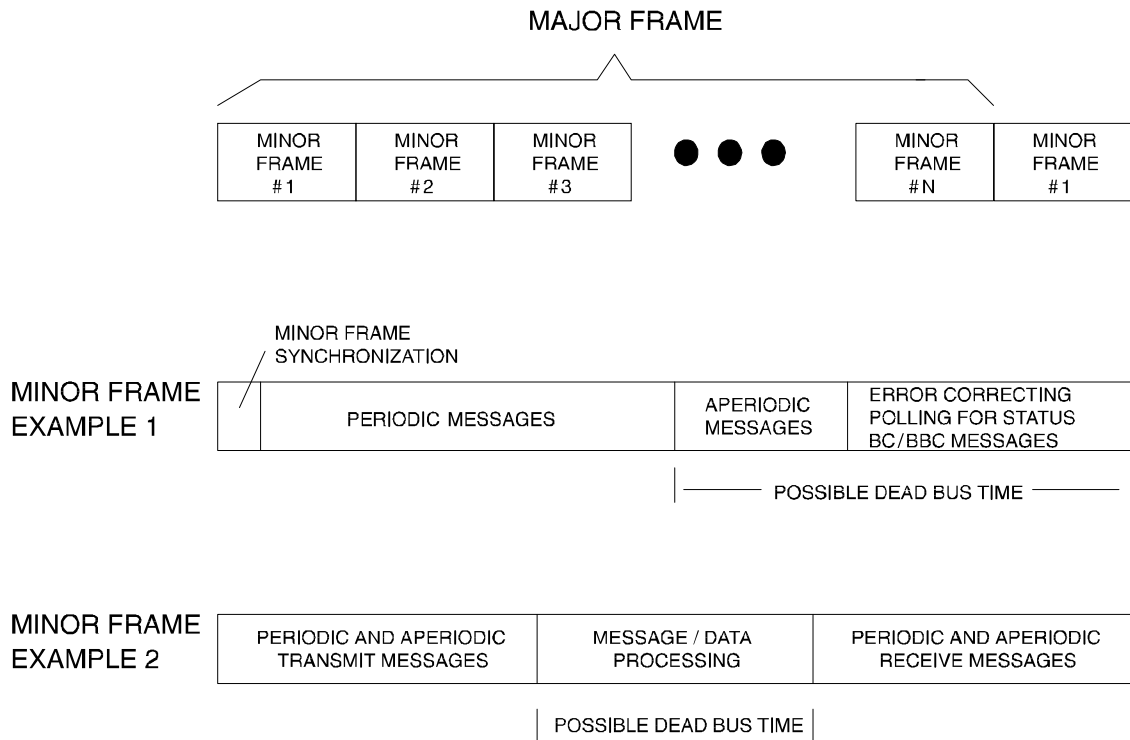 MAJOR FRAME
MINOR
FRAME
#1
MINOR
FRAME
#2
MINOR
FRAME
#3
MINOR
FRAME
#N
MINOR
FRAME
#1
MINOR FRAME
SYNCHRONIZATION
MINOR FRAME
EXAMPLE 1
PERIODIC MESSAGES
APERIODIC
MESSAGES
ERROR CORRECTING
POLLING FOR STATUS
BC/BBC MESSAGES
POSSIBLE DEAD BUS TIME
MINOR FRAME
EXAMPLE 2
PERIODIC AND APERIODIC
TRANSMIT MESSAGES
MESSAGE / DATA
PROCESSING
PERIODIC AND APERIODIC
RECEIVE MESSAGES
POSSIBLE DEAD BUS TIME